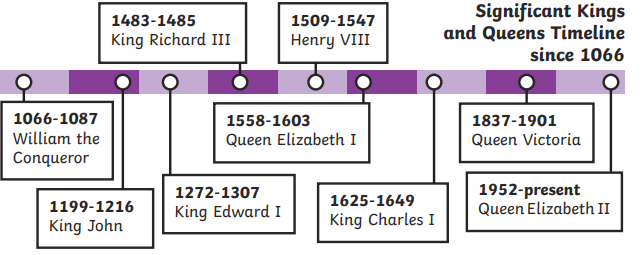 Significant Kings
and Queens Timeline
since 1066
1483-1485
King Richard III
1509-1547
Henry VIII
1066-1087
William the
Conqueror
1199-1216
King John
1272-1307
King Edward I
1558-1603
Queen Elizabeth I
1625-1649
King Charles I
1837-1901
Queen Victoria
1952-present
Queen Elizabeth II